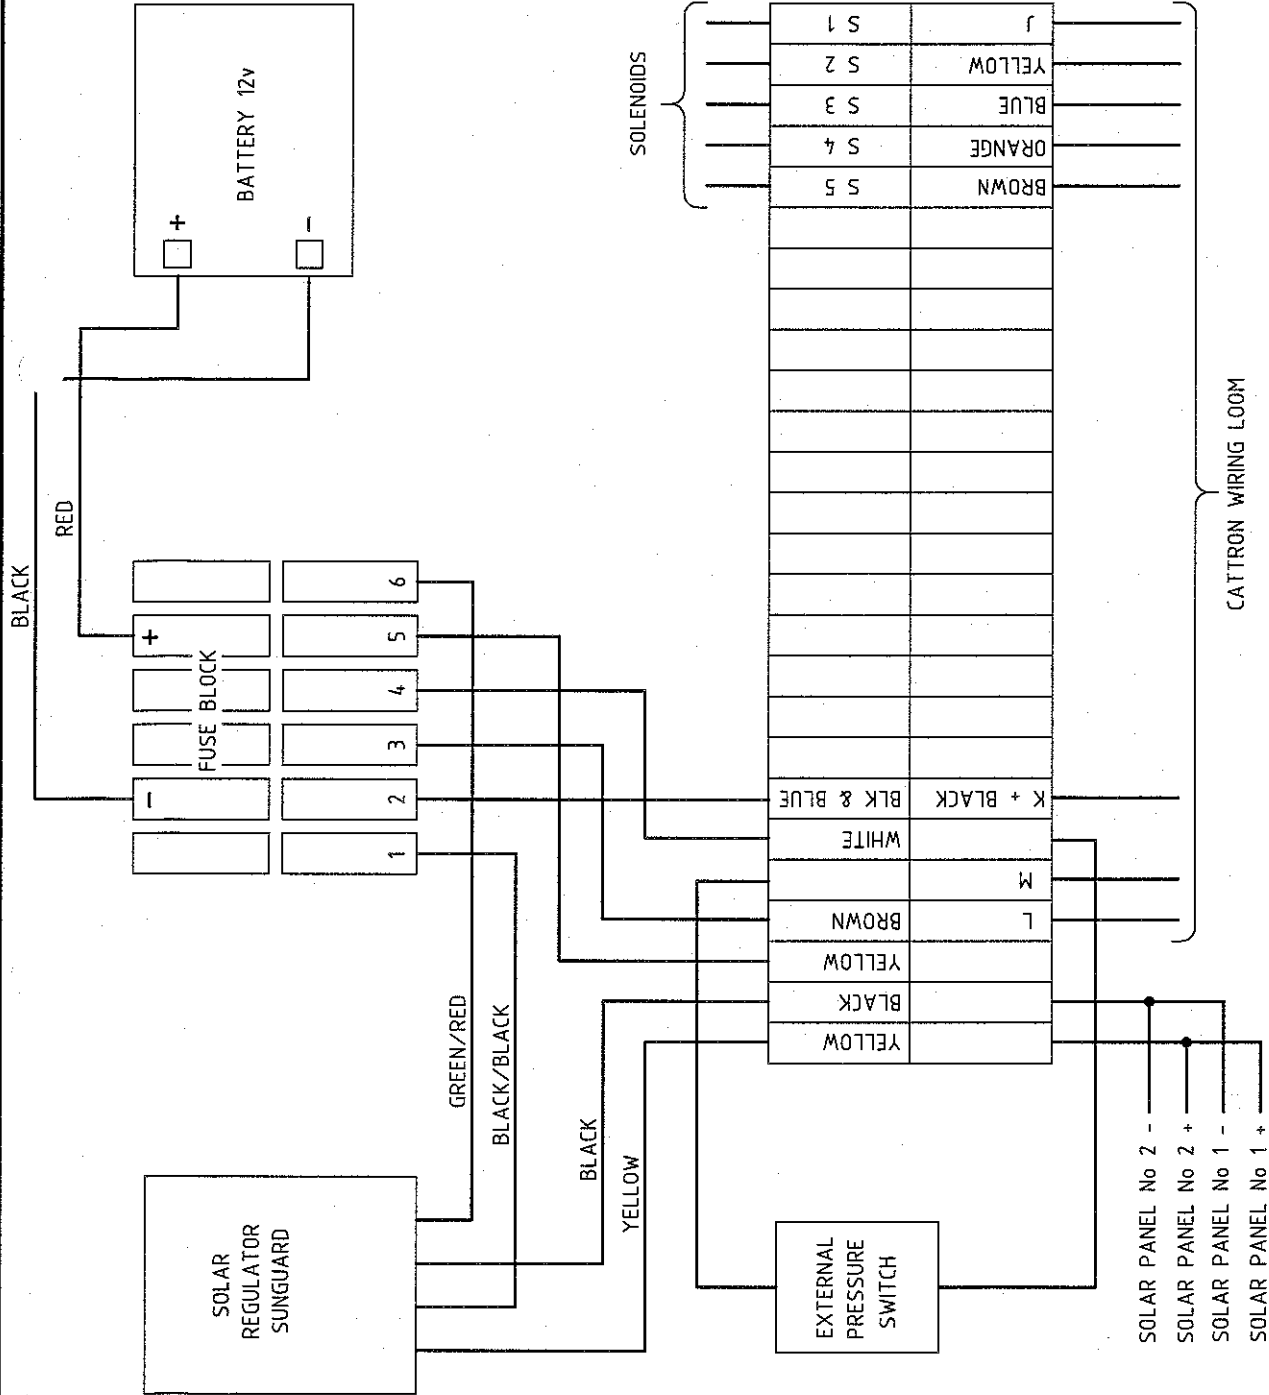 BATTERY 12v
+
-
BLACK
RED
FUSE BLOCK
+
-
6
5
4
3
2
1
SOLENOIDS
S 1
J
S 2
YELLOW
S 3
BLUE
S 4
ORANGE
S 5
BROWN
BLK & BLUE
K + BLACK
WHITE
M
BROWN
L
YELLOW
BLACK
YELLOW
CATTRON WIRING LOOM
GREEN/RED
BLACK/BLACK
BLACK
YELLOW
SOLAR
REGULATOR
SUNGUARD
EXTERNAL
PRESSURE
SWITCH
SOLAR PANEL No 2 -
SOLAR PANEL No 2 +
SOLAR PANEL No 1 -
SOLAR PANEL No 1 +